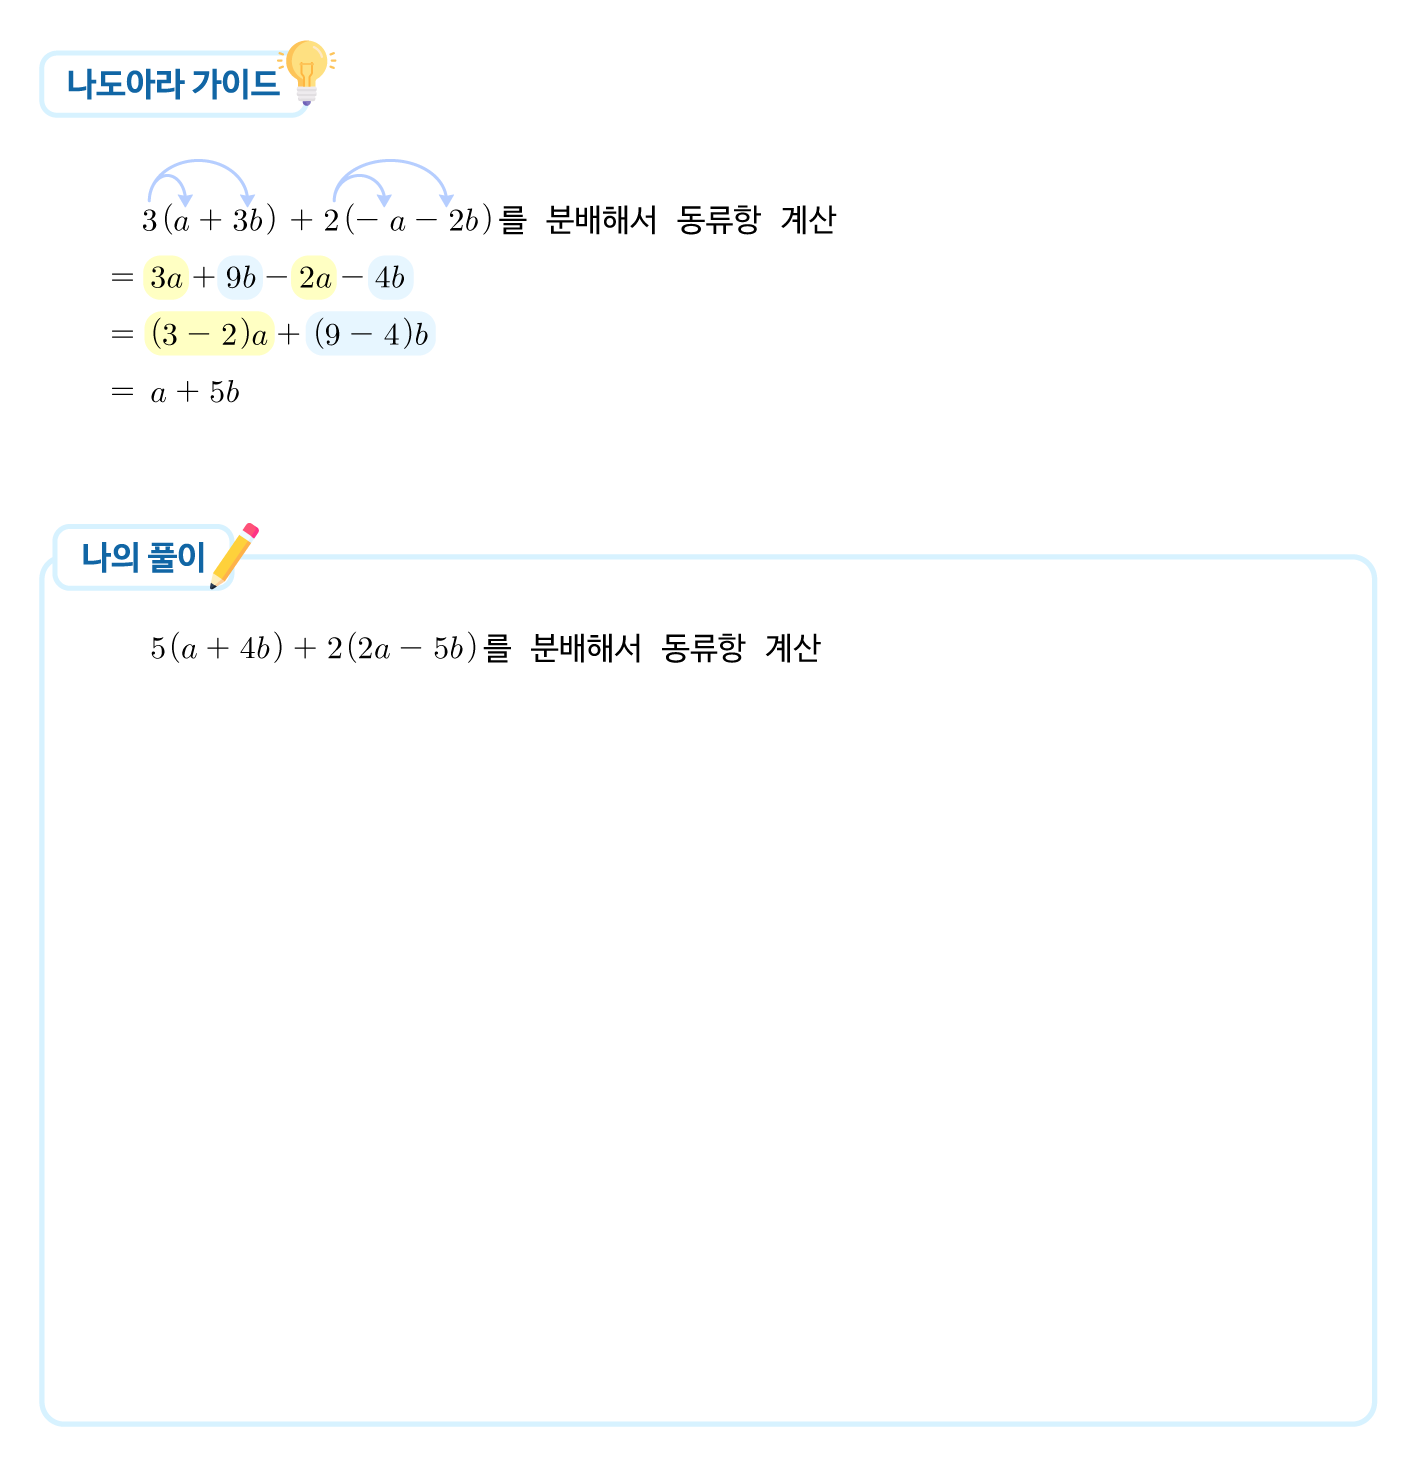 나도아라 가이드
3(a + 3b) + 2(− a − 2b)를 분배해서 동류항 계산
= 3a + 9b − 2a − 4b
= (3 − 2)a + (9 − 4)b
= a + 5b
나의 풀이
5(a + 4b) + 2(2a − 5b)를 분배해서 동류항 계산